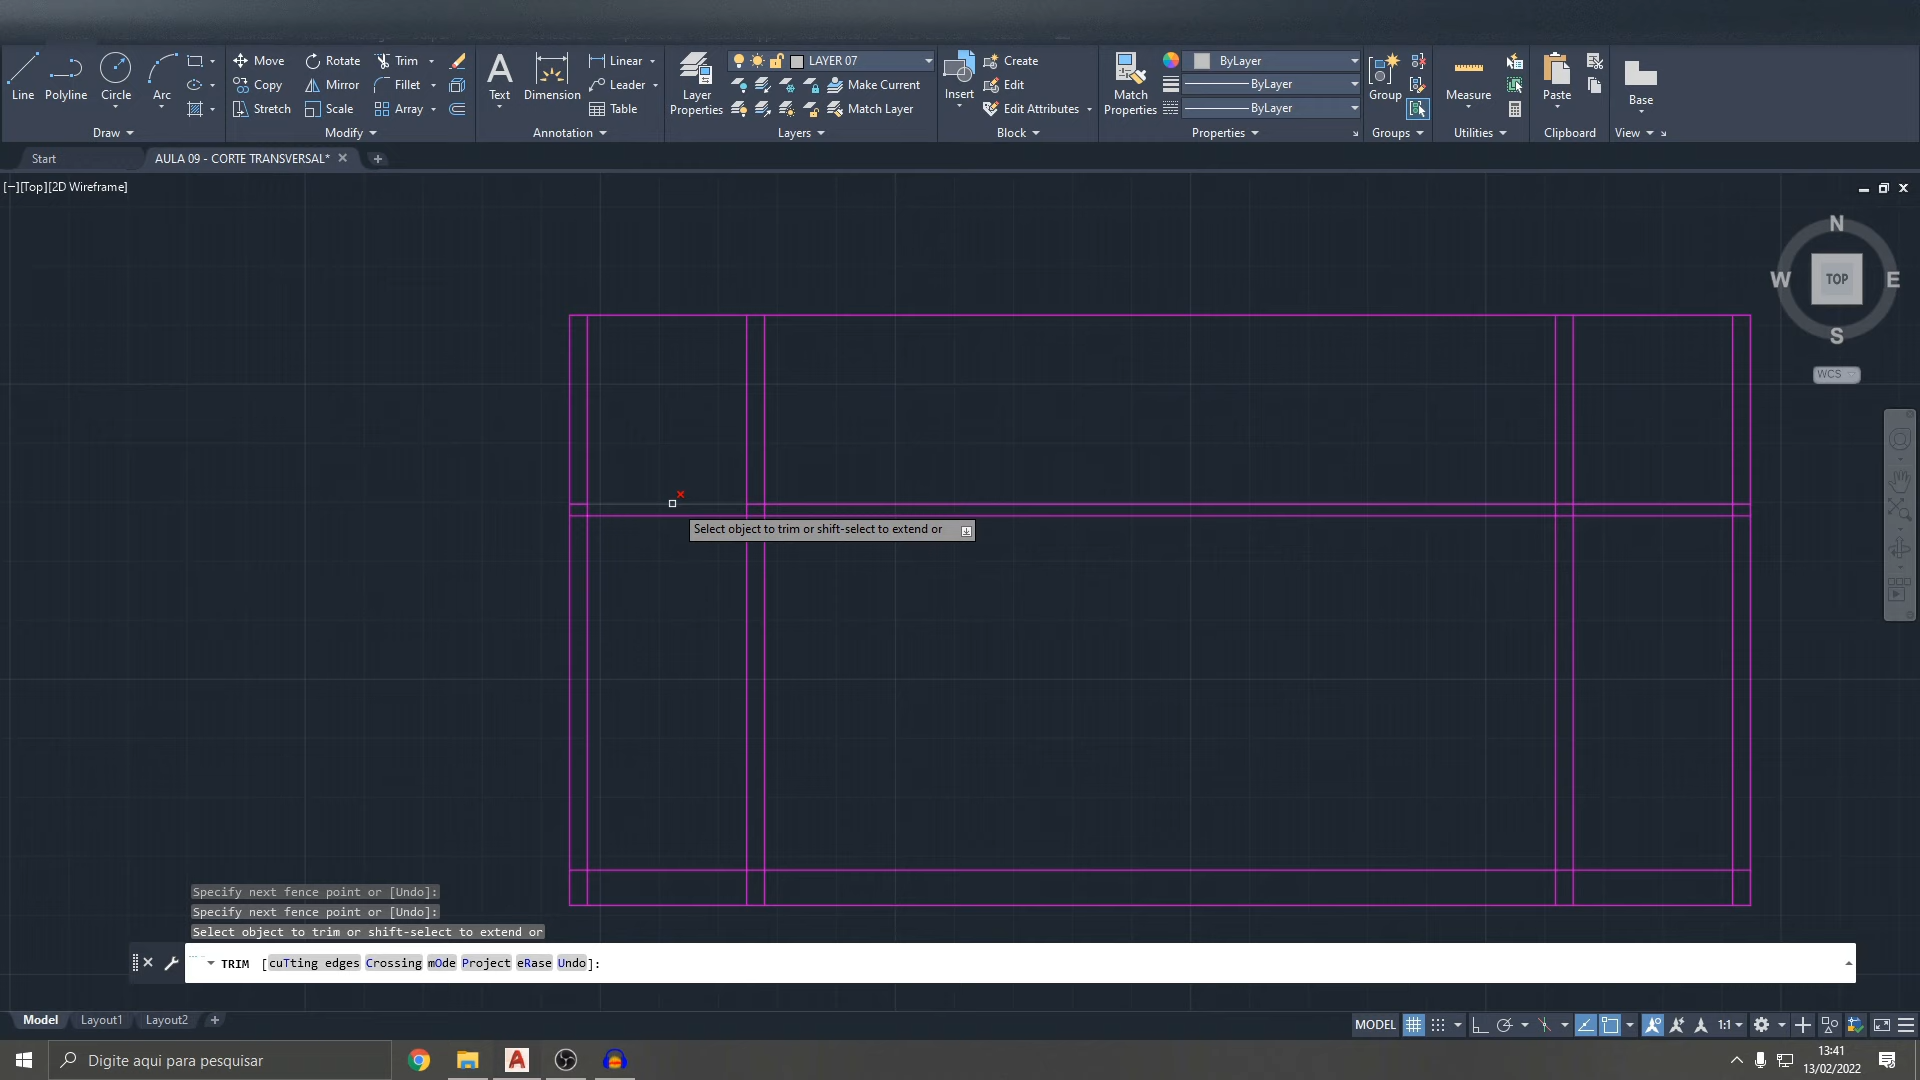 Line Polyline Circle Arc
Move Copy Stretch
Rotate Mirror Scale
Trim Fillet Array
Text Dimension
Linear Leader Table
Layer Properties
LAYER 07
Make Current
Match Layer
Insert
Create
Edit
Edit Attributes
Match Properties
ByLayer
ByLayer
ByLayer
Group
Measure
Paste
Base
Draw Modify Annotation Layers Block Properties Groups Utilities Clipboard View
Start AULA 09 - CORTE TRANSVERSAL*
[−][Top][2D Wireframe]
N
W TOP E
S
WCS
Select object to trim or shift-select to extend or
Specify next fence point or [Undo]:
Specify next fence point or [Undo]:
Select object to trim or shift-select to extend or
TRIM [cuTting edges Crossing mOde Project eRase Undo]:
Model Layout1 Layout2
MODEL 1:1
Digite aqui para pesquisar
13:41
13/02/2022